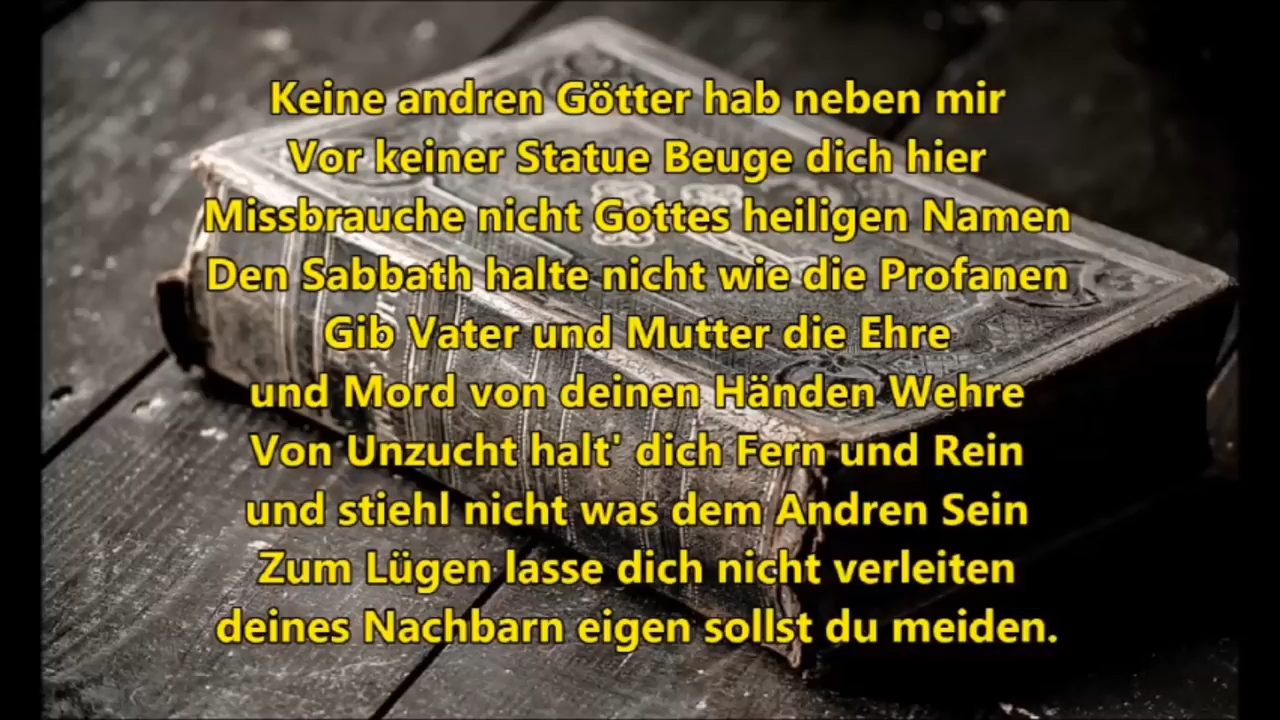 Keine andren Götter hab neben mir
Vor keiner Statue Beuge dich hier
Missbrauche nicht Gottes heiligen Namen
Den Sabbath halte nicht wie die Profanen
Gib Vater und Mutter die Ehre
und Mord von deinen Händen Wehre
Von Unzucht halt' dich Fern und Rein
und stiehl nicht was dem Andren Sein
Zum Lügen lasse dich nicht verleiten
deines Nachbarn eigen sollst du meiden.